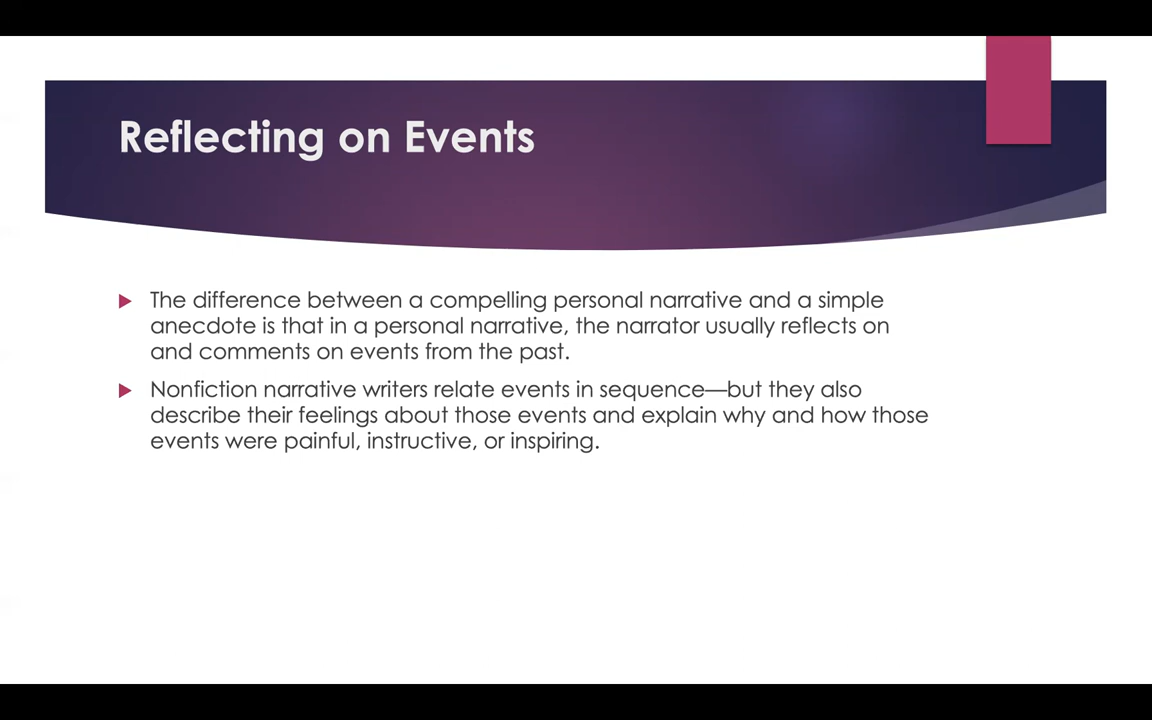 Reflecting on Events
The difference between a compelling personal narrative and a simple
anecdote is that in a personal narrative, the narrator usually reflects on
and comments on events from the past.
Nonfiction narrative writers relate events in sequence—but they also
describe their feelings about those events and explain why and how those
events were painful, instructive, or inspiring.